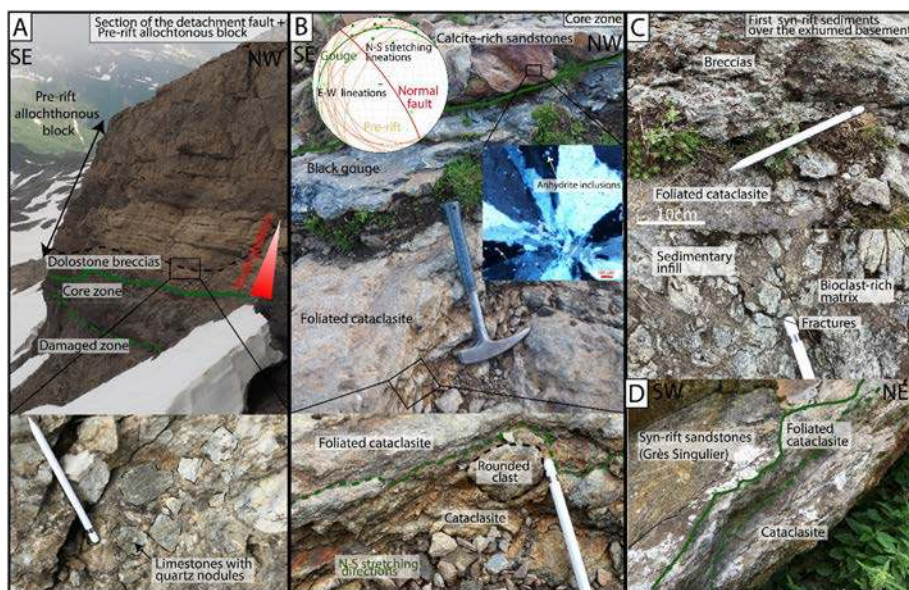 A
Section of the detachment fault +
Pre-rift allochtonous block
SE
NW
Pre-rift
allochthonous
block
Dolostone breccias
Core zone
Damaged zone
Limestones with
quartz nodules
B
Core zone
SE
NW
N-S stretching
lineations
Gouge
E-W lineations
Normal
fault
Pre-rift
Calcite-rich sandstones
Black gouge
Anhydrite inclusions
Foliated cataclasite
Foliated cataclasite
Rounded
clast
Cataclasite
N-S stretching
directions
C
First syn-rift sediments
over the exhumed basement
Breccias
Foliated cataclasite
10cm
Sedimentary
infill
Bioclast-rich
matrix
Fractures
D
SW
NE
Syn-rift sandstones
(Grès Singulier)
Foliated
cataclasite
Cataclasite